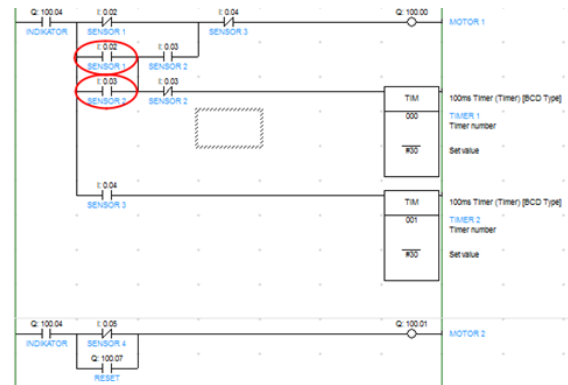 Q: 100.04 I: 0.02 I: 0.04 Q: 100.00
INDIKATOR SENSOR 1 SENSOR 3 MOTOR 1
I: 0.02 I: 0.03
SENSOR 1 SENSOR 2
I: 0.03 I: 0.03
SENSOR 2 SENSOR 2
TIM 100ms Timer (Timer) [BCD Type]
000 TIMER 1
Timer number
#30 Set value
I: 0.04
SENSOR 3
TIM 100ms Timer (Timer) [BCD Type]
001 TIMER 2
Timer number
#30 Set value
Q: 100.04 I: 0.05 Q: 100.01
INDIKATOR SENSOR 4 MOTOR 2
Q: 100.07
RESET